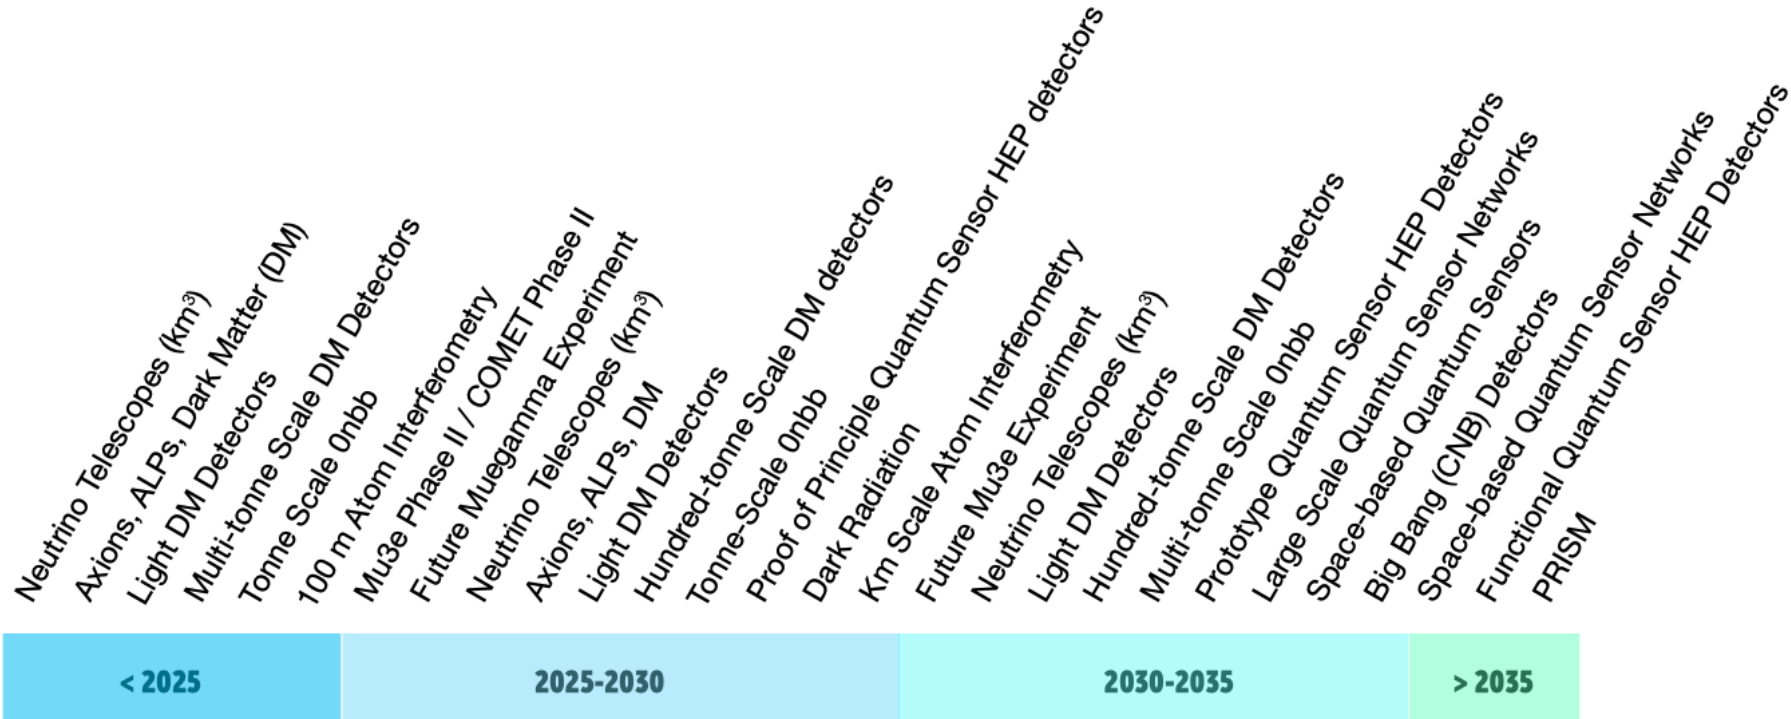 Neutrino Telescopes (km³)
Axions, ALPs, Dark Matter (DM)
Light DM Detectors
Multi-tonne Scale DM Detectors
Tonne Scale 0nbb
100 m Atom Interferometry
Mu3e Phase II / COMET Phase II
Future Muegamma Experiment
Neutrino Telescopes (km³)
Axions, ALPs, DM
Light DM Detectors
Hundred-tonne Scale DM detectors
Tonne-Scale 0nbb
Proof of Principle Quantum Sensor HEP detectors
Dark Radiation
Km Scale Atom Interferometry
Future Mu3e Experiment
Neutrino Telescopes (km³)
Light DM Detectors
Hundred-tonne Scale DM Detectors
Multi-tonne Scale 0nbb
Prototype Quantum Sensor HEP Detectors
Large Scale Quantum Sensor Networks
Space-based Quantum Sensors
Big Bang (CNB) Detectors
Space-based Quantum Sensor Networks
Functional Quantum Sensor HEP Detectors
PRISM
< 2025
2025-2030
2030-2035
> 2035